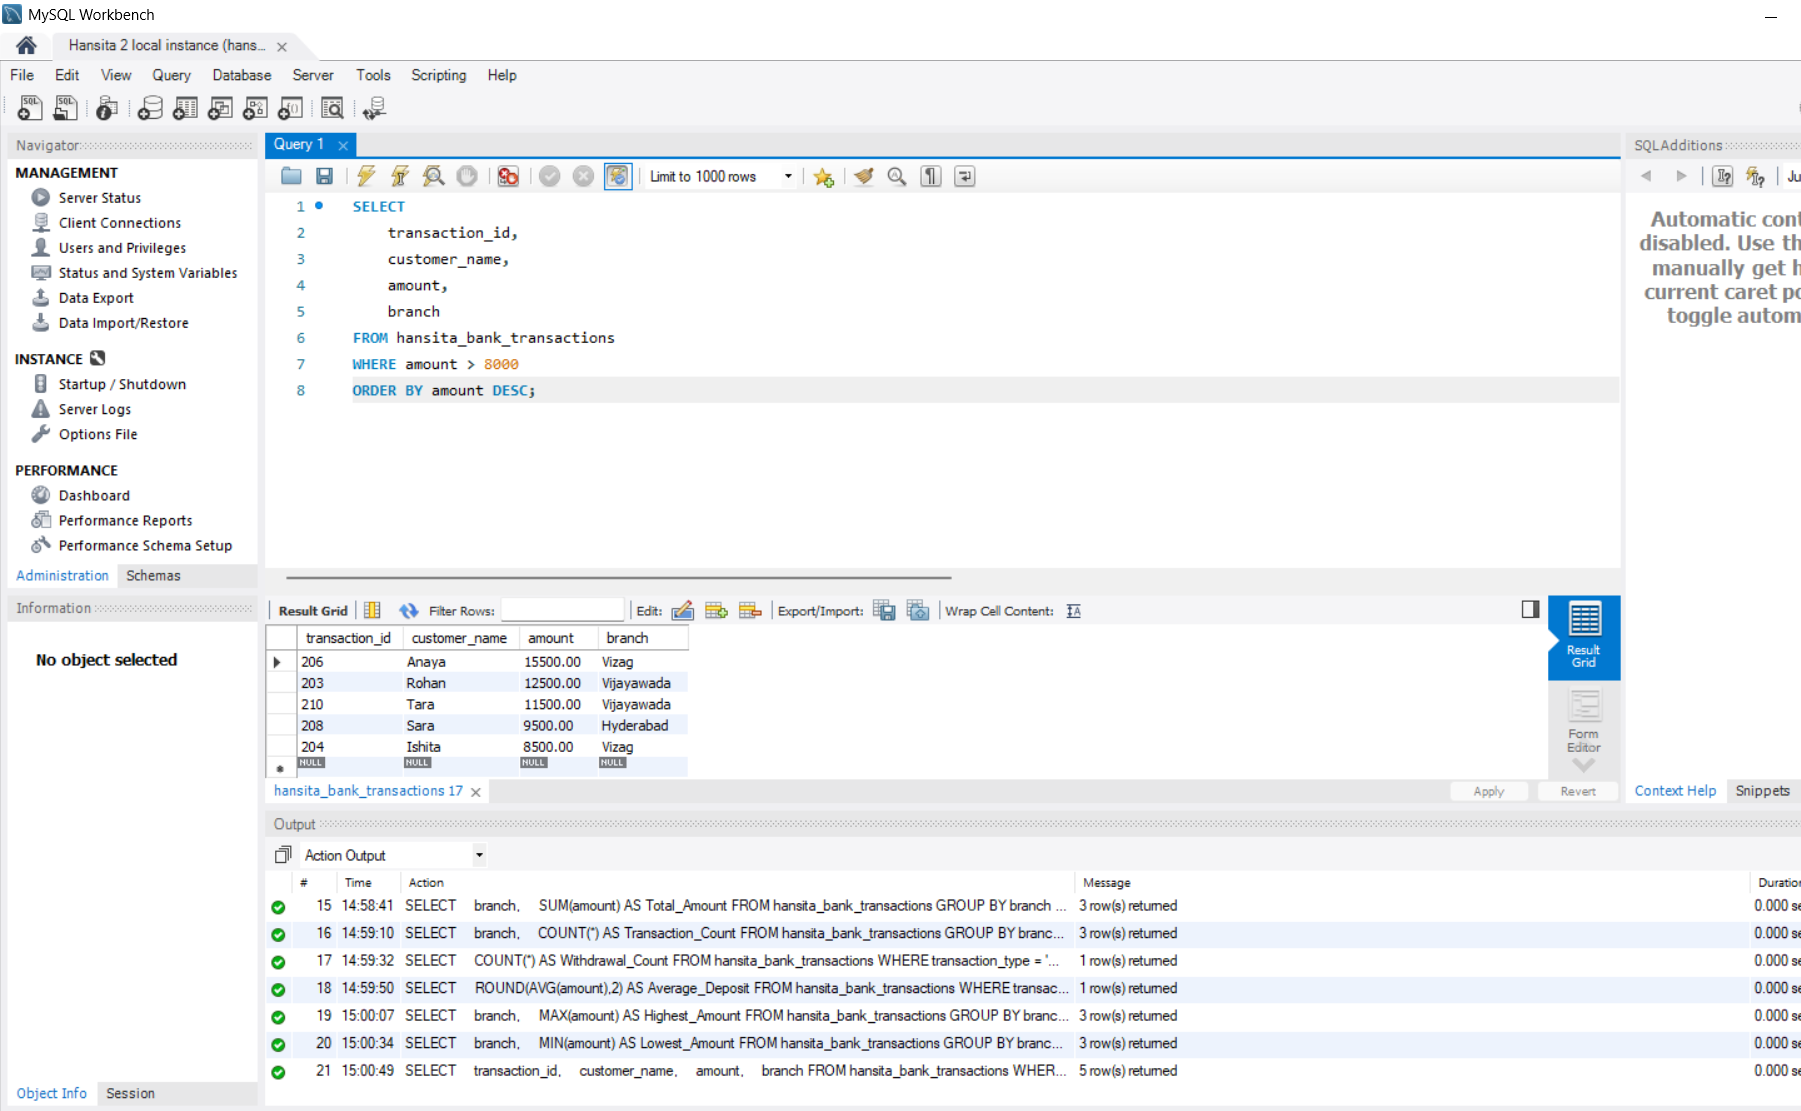 MySQL Workbench
Hansita 2 local instance (hans...
File Edit View Query Database Server Tools Scripting Help
Navigator
MANAGEMENT
Server Status
Client Connections
Users and Privileges
Status and System Variables
Data Export
Data Import/Restore
INSTANCE
Startup / Shutdown
Server Logs
Options File
PERFORMANCE
Dashboard
Performance Reports
Performance Schema Setup
Administration Schemas
Information
No object selected
Object Info Session
Query 1
Limit to 1000 rows
1 SELECT
2 transaction_id,
3 customer_name,
4 amount,
5 branch
6 FROM hansita_bank_transactions
7 WHERE amount > 8000
8 ORDER BY amount DESC;
Result Grid Filter Rows: Edit: Export/Import: Wrap Cell Content:
transaction_id customer_name amount branch
206 Anaya 15500.00 Vizag
203 Rohan 12500.00 Vijayawada
210 Tara 11500.00 Vijayawada
208 Sara 9500.00 Hyderabad
204 Ishita 8500.00 Vizag
NULL NULL NULL NULL
Result
Grid
Form
Editor
hansita_bank_transactions 17
Apply Revert
SQLAdditions
Ju
Automatic cont
disabled. Use th
manually get h
current caret po
toggle autom
Context Help Snippets
Output
Action Output
# Time Action Message Duration
15 14:58:41 SELECT branch, SUM(amount) AS Total_Amount FROM hansita_bank_transactions GROUP BY branch ... 3 row(s) returned 0.000 se
16 14:59:10 SELECT branch, COUNT(*) AS Transaction_Count FROM hansita_bank_transactions GROUP BY branc... 3 row(s) returned 0.000 se
17 14:59:32 SELECT COUNT(*) AS Withdrawal_Count FROM hansita_bank_transactions WHERE transaction_type = '... 1 row(s) returned 0.000 se
18 14:59:50 SELECT ROUND(AVG(amount),2) AS Average_Deposit FROM hansita_bank_transactions WHERE transac... 1 row(s) returned 0.000 se
19 15:00:07 SELECT branch, MAX(amount) AS Highest_Amount FROM hansita_bank_transactions GROUP BY branc... 3 row(s) returned 0.000 se
20 15:00:34 SELECT branch, MIN(amount) AS Lowest_Amount FROM hansita_bank_transactions GROUP BY branc... 3 row(s) returned 0.000 se
21 15:00:49 SELECT transaction_id, customer_name, amount, branch FROM hansita_bank_transactions WHER... 5 row(s) returned 0.000 se